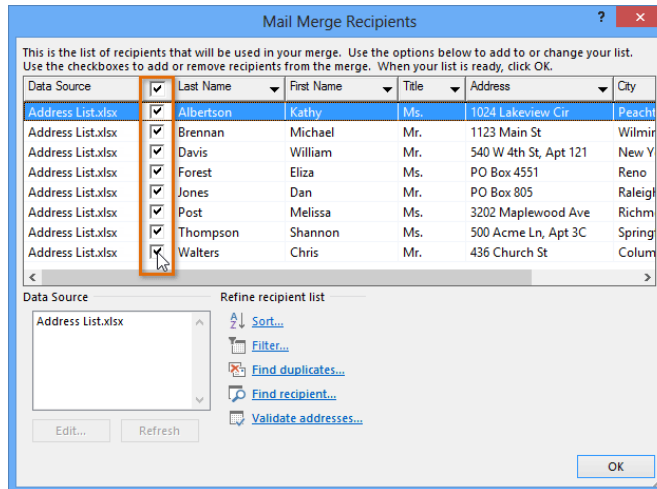 Mail Merge Recipients
This is the list of recipients that will be used in your merge.  Use the options below to add to or change your list.
Use the checkboxes to add or remove recipients from the merge.  When your list is ready, click OK.
Data Source Last Name First Name Title Address City
Address List.xlsx Albertson Kathy Ms. 1024 Lakeview Cir Peacht
Address List.xlsx Brennan Michael Mr. 1123 Main St Wilmin
Address List.xlsx Davis William Mr. 540 W 4th St, Apt 121 New Y
Address List.xlsx Forest Eliza Ms. PO Box 4551 Reno
Address List.xlsx Jones Dan Mr. PO Box 805 Raleigh
Address List.xlsx Post Melissa Ms. 3202 Maplewood Ave Richm
Address List.xlsx Thompson Shannon Ms. 500 Acme Ln, Apt 3C Spring
Address List.xlsx Walters Chris Mr. 436 Church St Colum
Data Source Refine recipient list
Address List.xlsx
Sort...
Filter...
Find duplicates...
Find recipient...
Validate addresses...
Edit... Refresh
OK